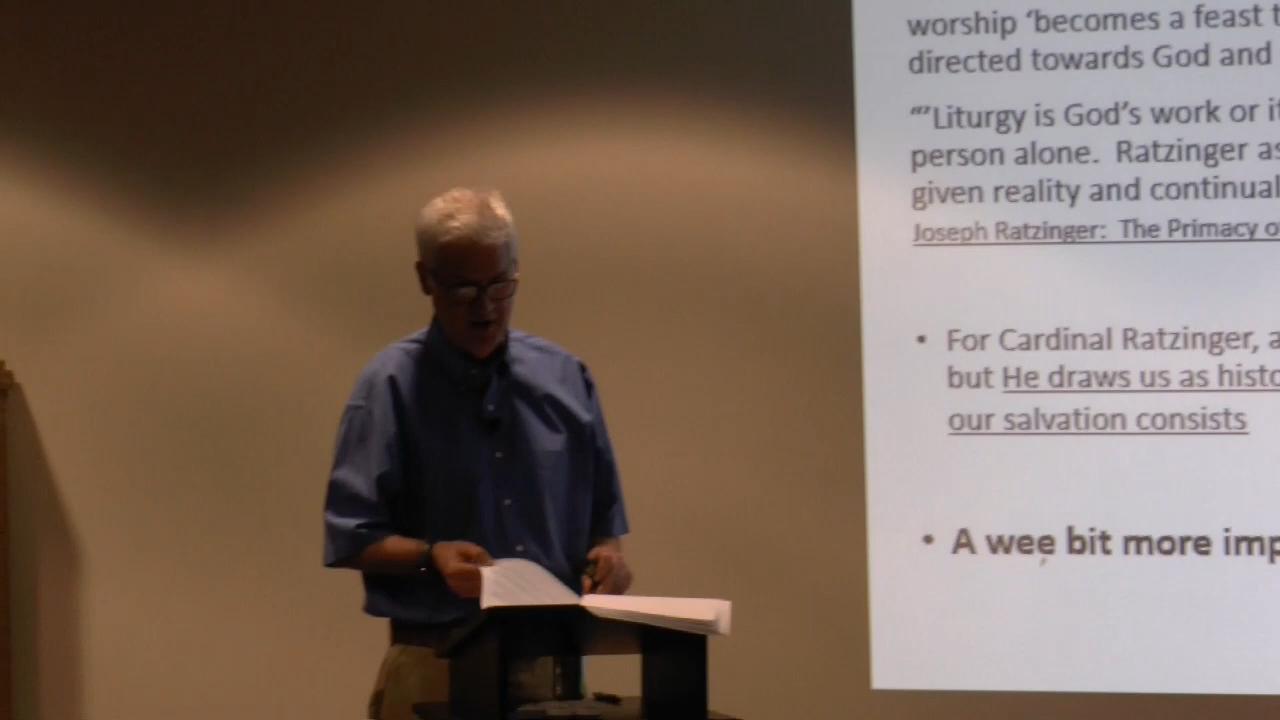 worship ‘becomes a feast t
directed towards God and
“’Liturgy is God’s work or it
person alone.  Ratzinger as
given reality and continual
Joseph Ratzinger:  The Primacy o
• For Cardinal Ratzinger, a
but He draws us as histo
our salvation consists
• A wee bit more imp